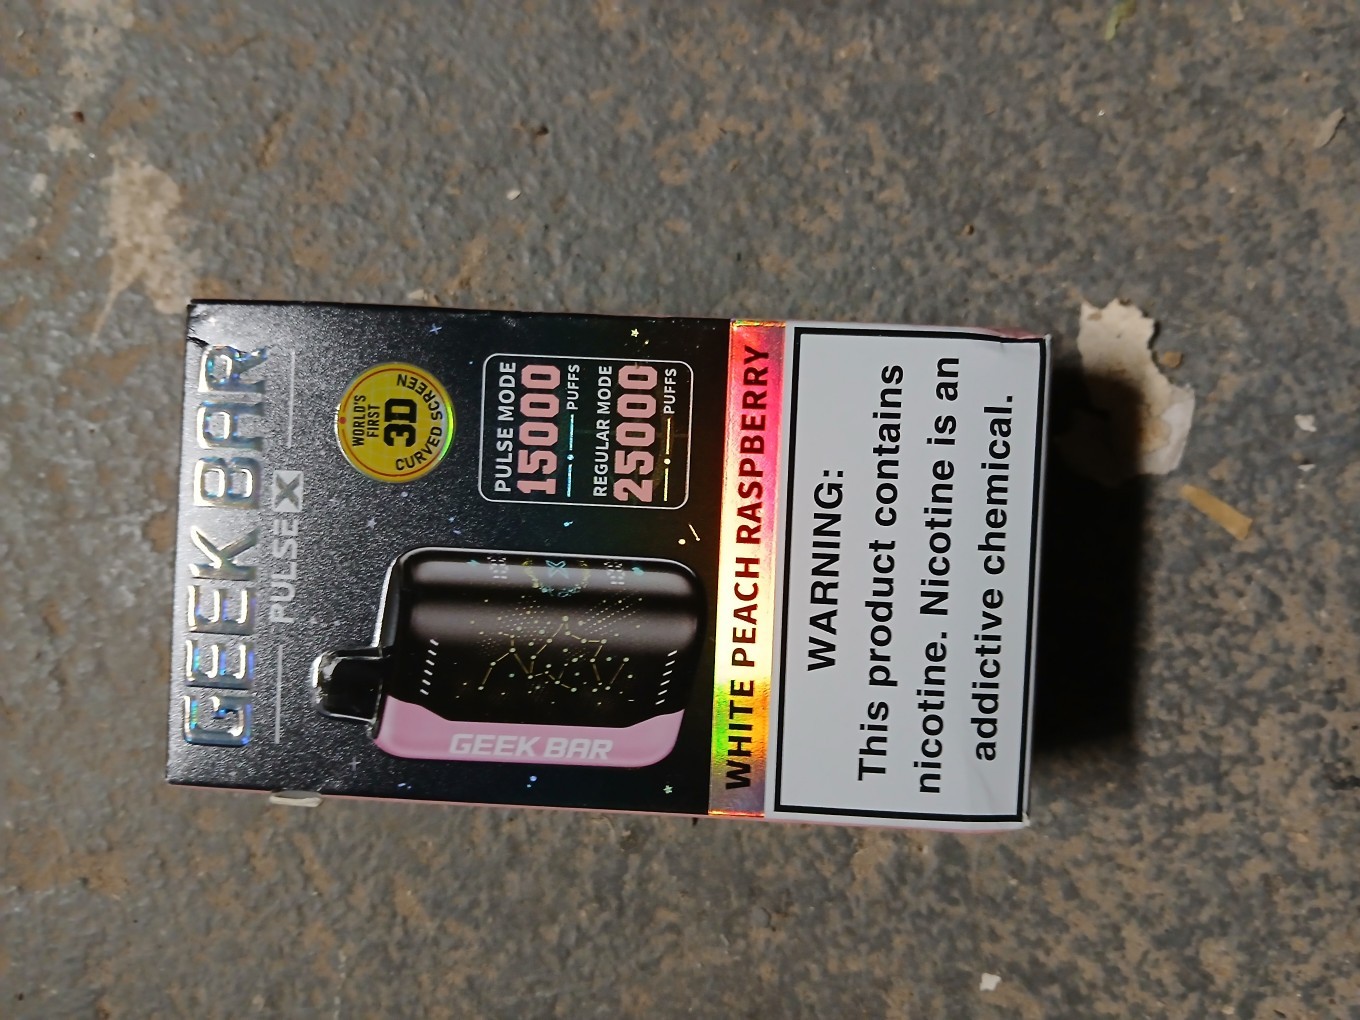 GEEK BAR
PULSE X
WORLD'S
FIRST
3D
CURVED SCREEN
PULSE MODE
15000
PUFFS
REGULAR MODE
25000
PUFFS
GEEK BAR
WHITE PEACH RASPBERRY
WARNING:
This product contains
nicotine. Nicotine is an
addictive chemical.